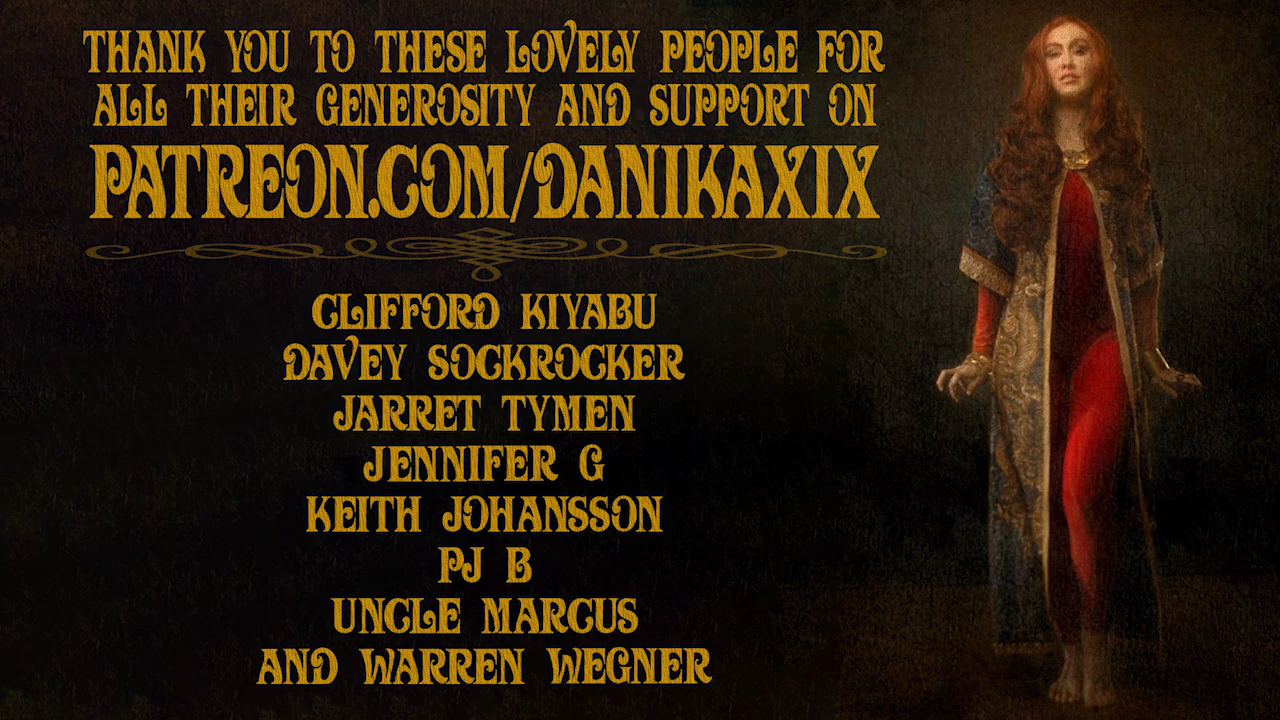 THANK YOU TO THESE LOVELY PEOPLE FOR
ALL THEIR GENEROSITY AND SUPPORT ON
PATREON.COM/DANIKAXIX
CLIFFORD KIYABU
DAVEY SOCKROCKER
JARRET TYMEN
JENNIFER G
KEITH JOHANSSON
PJ B
UNCLE MARCUS
AND WARREN WEGNER